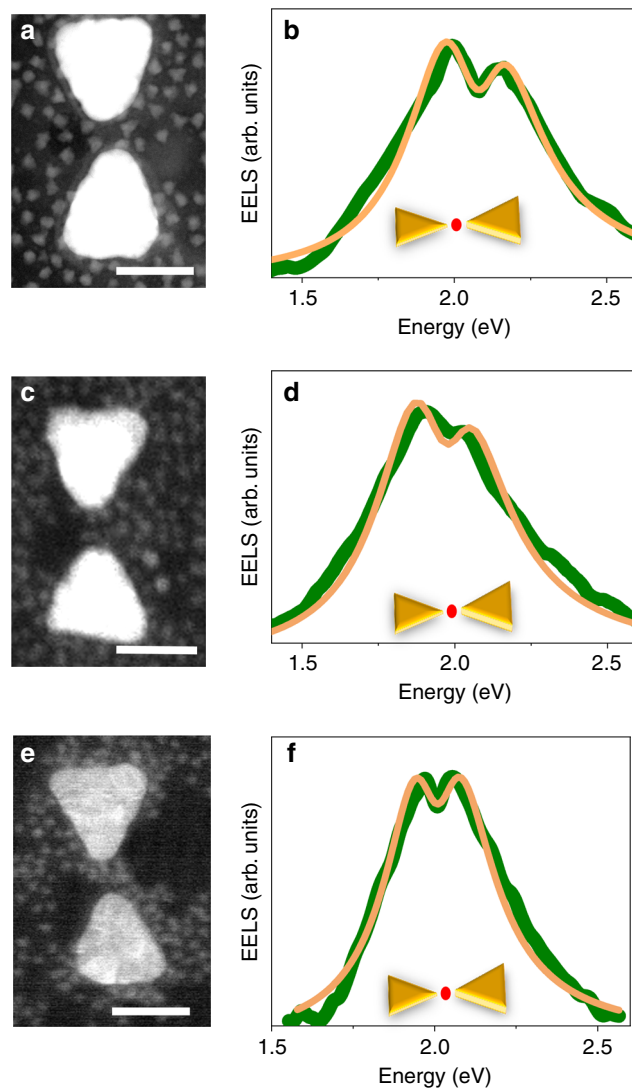 a
b
EELS (arb. units)
1.5 2.0 2.5
Energy (eV)
c
d
EELS (arb. units)
1.5 2.0 2.5
Energy (eV)
e
f
EELS (arb. units)
1.5 2.0 2.5
Energy (eV)